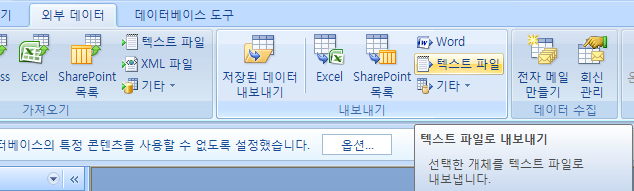 기 외부 데이터 데이터베이스 도구
ss Excel SharePoint 목록 텍스트 파일 XML 파일 기타
저장된 데이터 내보내기 Excel SharePoint 목록 Word 텍스트 파일 기타
전자 메일 만들기 회신 관리
가져오기 내보내기 데이터 수집
터베이스의 특정 콘텐츠를 사용할 수 없도록 설정했습니다. 옵션...
텍스트 파일로 내보내기
선택한 개체를 텍스트 파일로
내보냅니다.